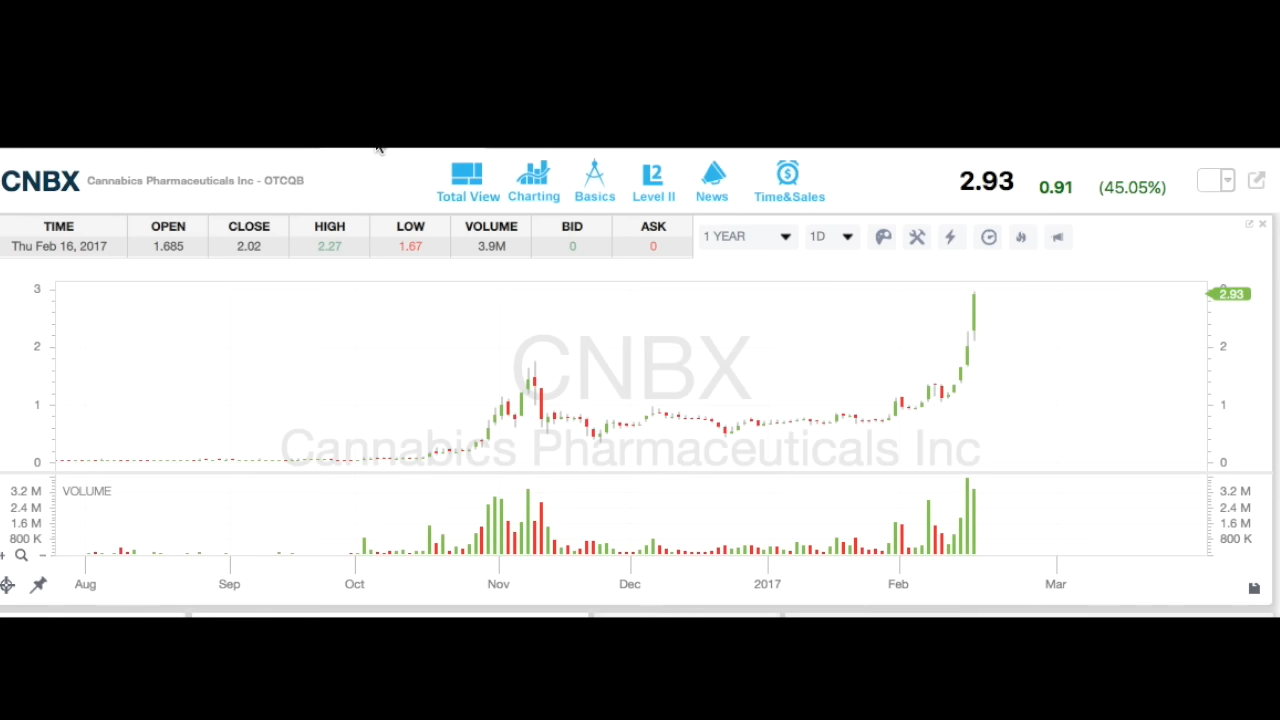 CNBX Cannabics Pharmaceuticals Inc - OTCQB
Total View Charting Basics Level II News Time&Sales
2.93 0.91 (45.05%)
TIME OPEN CLOSE HIGH LOW VOLUME BID ASK
Thu Feb 16, 2017 1.685 2.02 2.27 1.67 3.9M 0 0
1 YEAR 1D
3
2.93
2 2
1 1
0 0
CNBX
Cannabics Pharmaceuticals Inc
VOLUME
3.2 M 3.2 M
2.4 M 2.4 M
1.6 M 1.6 M
800 K 800 K
Aug Sep Oct Nov Dec 2017 Feb Mar